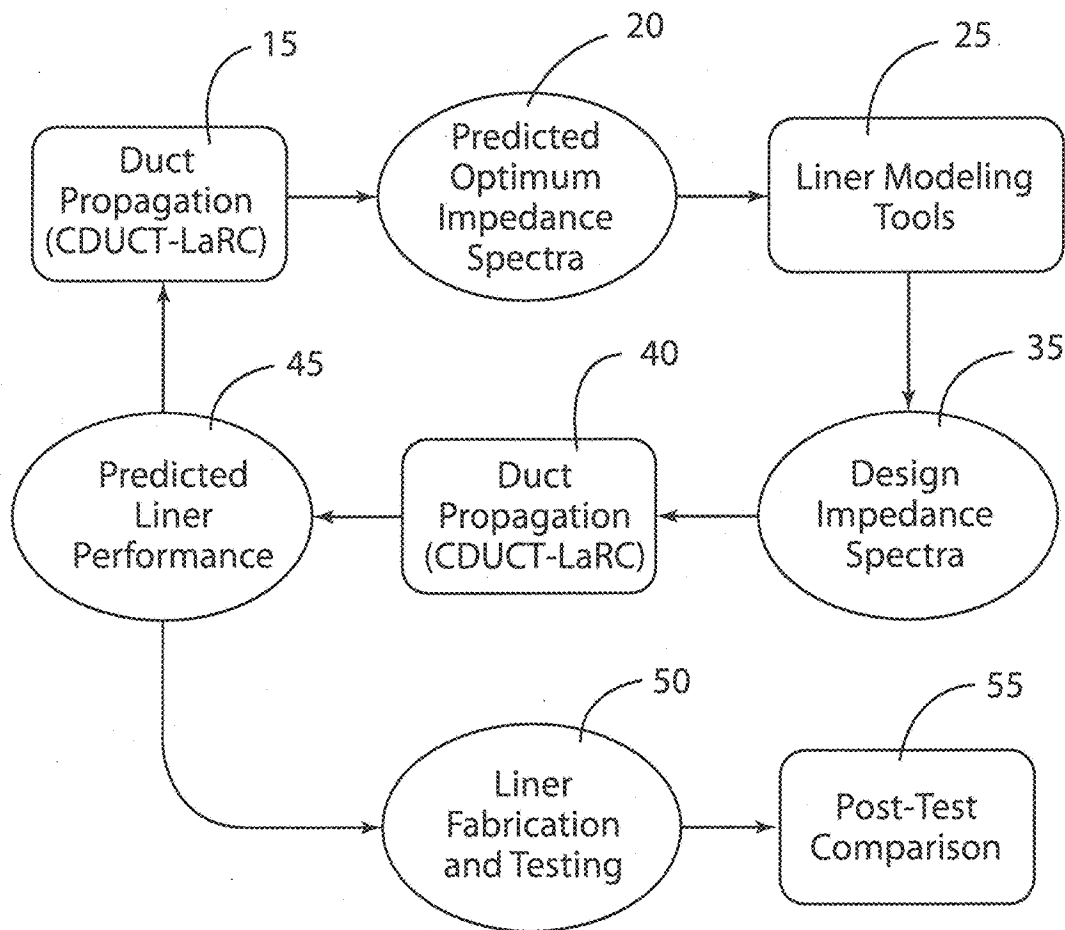 15
Duct
Propagation
(CDUCT-LaRC)
20
Predicted
Optimum
Impedance
Spectra
25
Liner Modeling
Tools
45
Predicted
Liner
Performance
40
Duct
Propagation
(CDUCT-LaRC)
35
Design
Impedance
Spectra
50
Liner
Fabrication
and Testing
55
Post-Test
Comparison